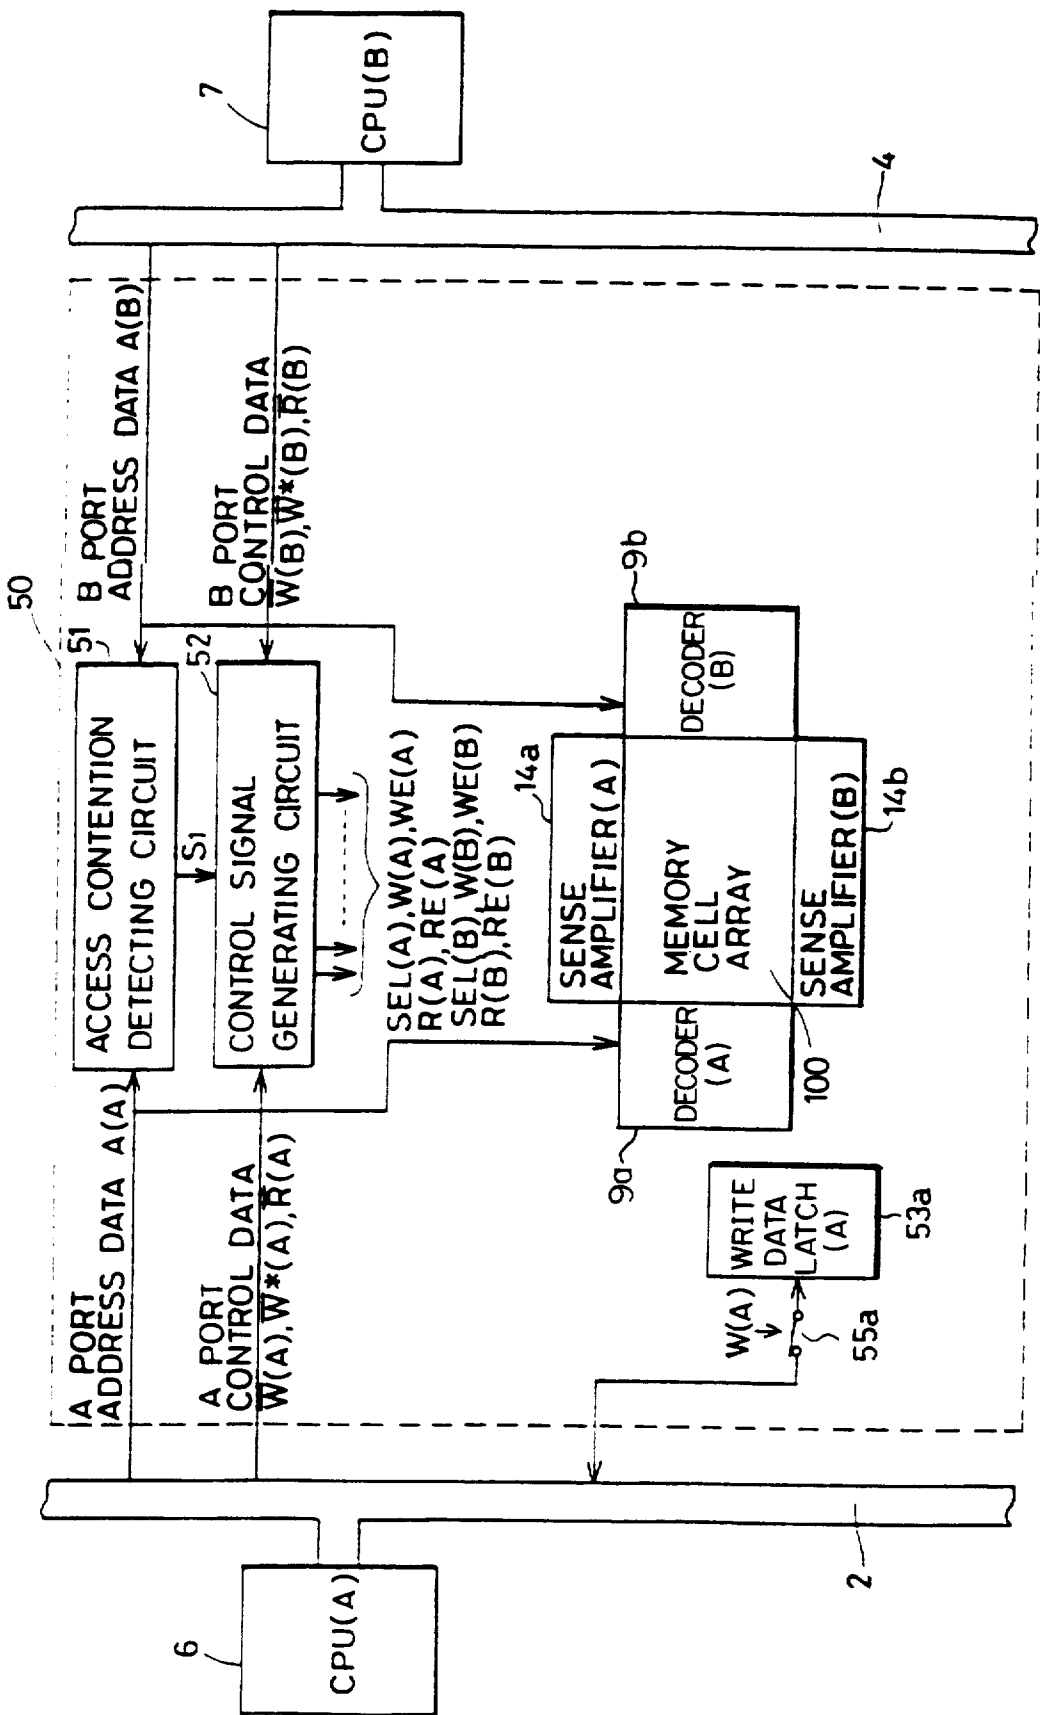 50
A PORT
ADDRESS DATA A(A)
ACCESS CONTENTION
DETECTING CIRCUIT
51
B PORT
ADDRESS DATA A(B)
S1
A PORT
CONTROL DATA
W̅(A),W̅*(A),R̅(A)
CONTROL SIGNAL
GENERATING CIRCUIT
52
B PORT
CONTROL DATA
W̅(B),W̅*(B),R̅(B)
6
CPU(A)
7
CPU(B)
SEL(A),W(A),WE(A)
R(A),RE(A)
SEL(B),W(B),WE(B)
R(B),RE(B)
14a
SENSE
AMPLIFIER(A)
9a
DECODER
(A)
MEMORY
CELL
ARRAY
DECODER
(B)
9b
100
SENSE
AMPLIFIER(B)
14b
W(A)
55a
WRITE
DATA
LATCH
(A)
53a
2
4